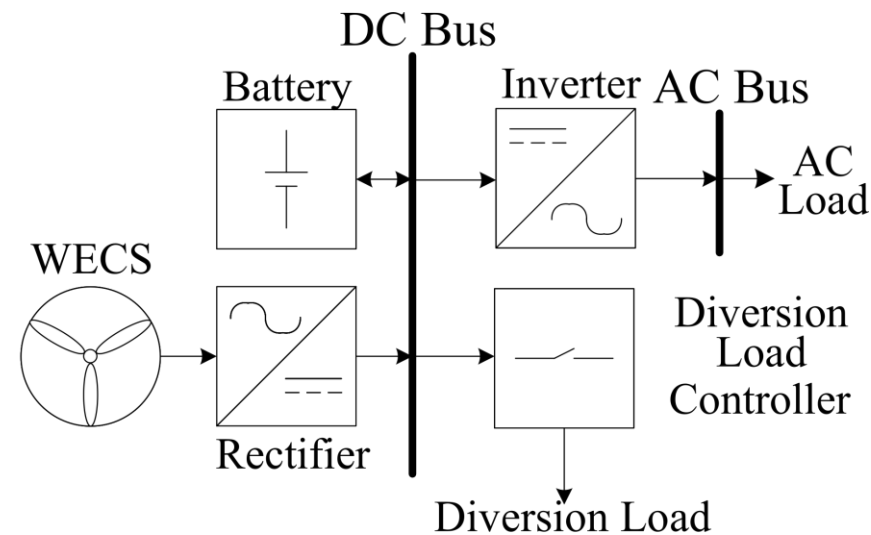 DC Bus
Battery
Inverter
AC Bus
AC
Load
WECS
Diversion
Load
Controller
Rectifier
Diversion Load